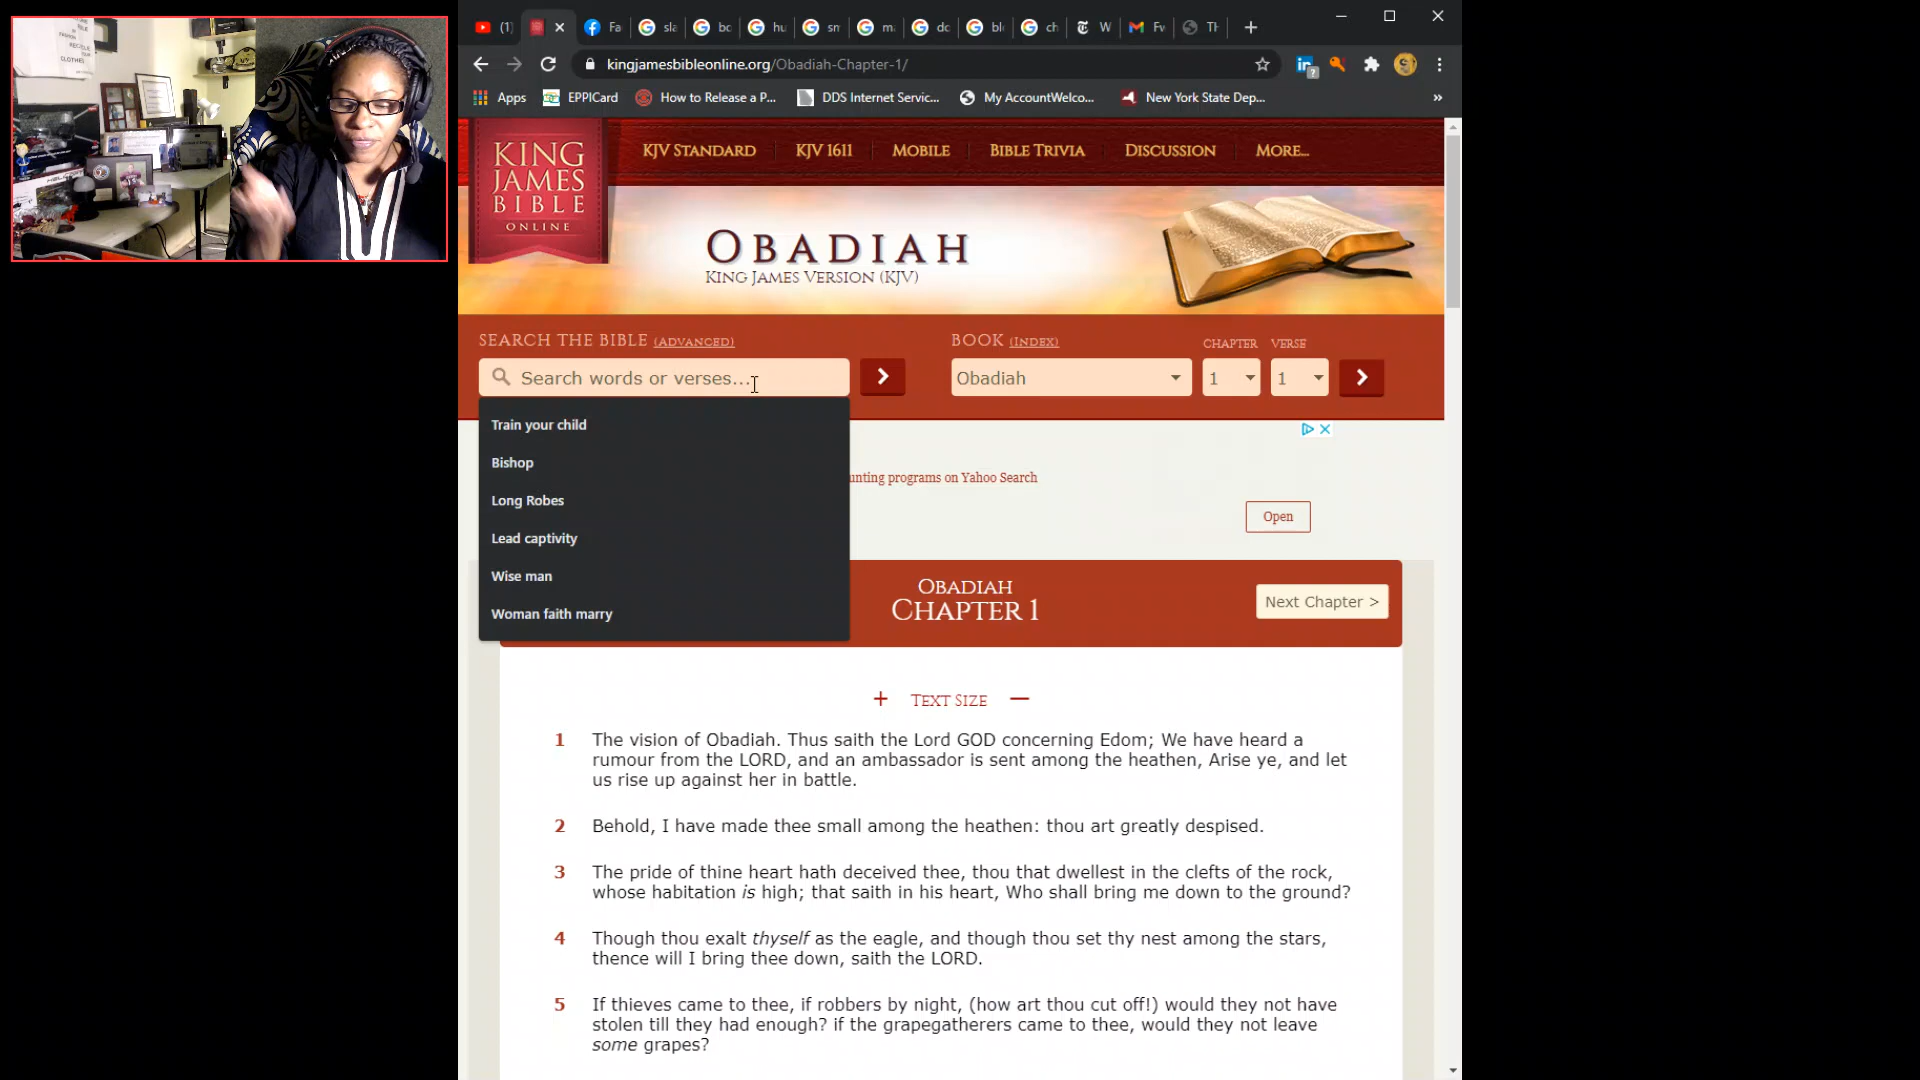 (1)
Fa
sla
bc
hu
sn
m
dc
bl
ch
W
Fv
Th
kingjamesbibleonline.org/Obadiah-Chapter-1/
Apps
EPPICard
How to Release a P...
DDS Internet Servic...
My AccountWelco...
New York State Dep...
»
KING
JAMES
BIBLE
ONLINE
KJV STANDARD
KJV 1611
MOBILE
BIBLE TRIVIA
DISCUSSION
MORE...
OBADIAH
KING JAMES VERSION (KJV)
SEARCH THE BIBLE (ADVANCED)
BOOK (INDEX)
CHAPTER
VERSE
Search words or verses...
Obadiah
1
1
Train your child
Bishop
Long Robes
Lead captivity
Wise man
Woman faith marry
unting programs on Yahoo Search
Open
OBADIAH
CHAPTER 1
Next Chapter >
+ TEXT SIZE —
1 The vision of Obadiah. Thus saith the Lord GOD concerning Edom; We have heard a
rumour from the LORD, and an ambassador is sent among the heathen, Arise ye, and let
us rise up against her in battle.
2 Behold, I have made thee small among the heathen: thou art greatly despised.
3 The pride of thine heart hath deceived thee, thou that dwellest in the clefts of the rock,
whose habitation is high; that saith in his heart, Who shall bring me down to the ground?
4 Though thou exalt thyself as the eagle, and though thou set thy nest among the stars,
thence will I bring thee down, saith the LORD.
5 If thieves came to thee, if robbers by night, (how art thou cut off!) would they not have
stolen till they had enough? if the grapegatherers came to thee, would they not leave
some grapes?